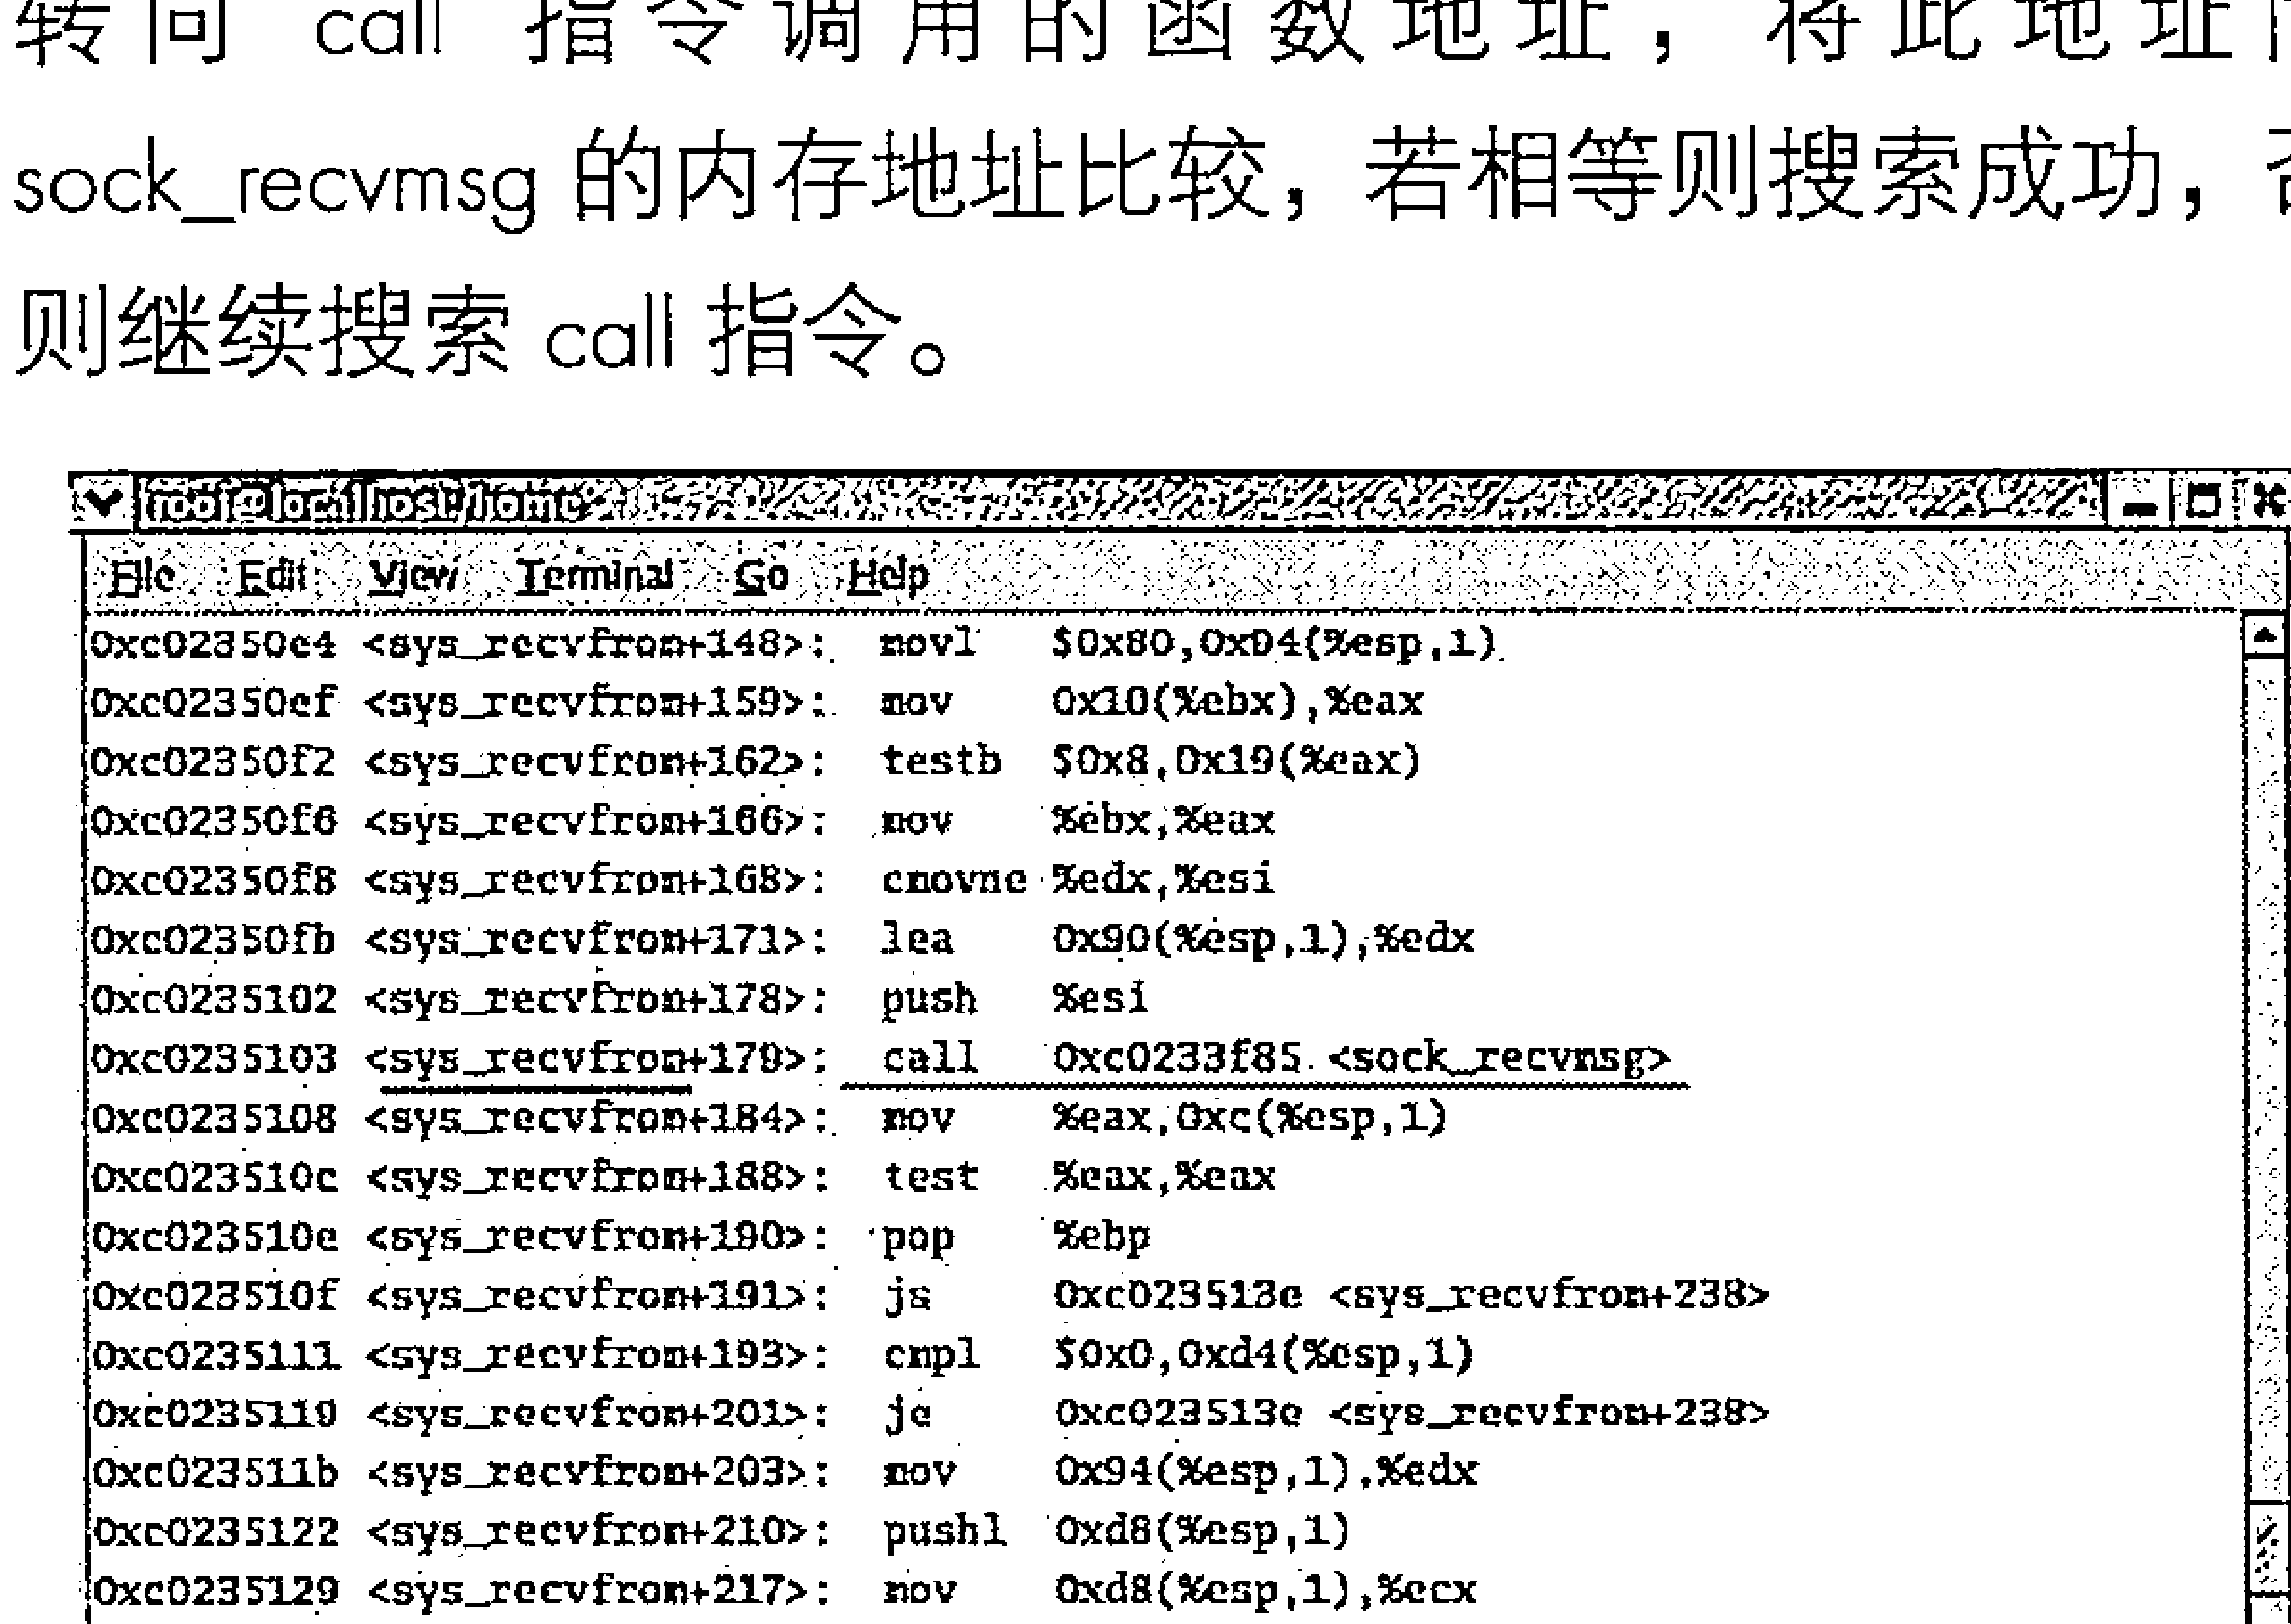 转向 call 指令调用的函数地址，将此地址
sock_recvmsg 的内存地址比较，若相等则搜索成功，否
则继续搜索 call 指令。
root@localhost:/home
File Edit View Terminal Go Help
0xc02350e4 <sys_recvfrom+148>: movl $0x80,0x04(%esp,1)
0xc02350ef <sys_recvfrom+159>: mov 0x10(%ebx),%eax
0xc02350f2 <sys_recvfrom+162>: testb $0x8,0x19(%eax)
0xc02350f6 <sys_recvfrom+166>: mov %ebx,%eax
0xc02350f8 <sys_recvfrom+168>: cmovne %edx,%esi
0xc02350fb <sys_recvfrom+171>: lea 0x90(%esp,1),%edx
0xc0235102 <sys_recvfrom+178>: push %esi
0xc0235103 <sys_recvfrom+179>: call 0xc0233f85 <sock_recvmsg>
0xc0235108 <sys_recvfrom+184>: mov %eax,0xc(%esp,1)
0xc023510c <sys_recvfrom+188>: test %eax,%eax
0xc023510e <sys_recvfrom+190>: pop %ebp
0xc023510f <sys_recvfrom+191>: js 0xc023513e <sys_recvfrom+238>
0xc0235111 <sys_recvfrom+193>: cmpl $0x0,0xd4(%esp,1)
0xc0235119 <sys_recvfrom+201>: je 0xc023513e <sys_recvfrom+238>
0xc023511b <sys_recvfrom+203>: mov 0x94(%esp,1),%edx
0xc0235122 <sys_recvfrom+210>: pushl 0xd8(%esp,1)
0xc0235129 <sys_recvfrom+217>: mov 0xd8(%esp,1),%ecx